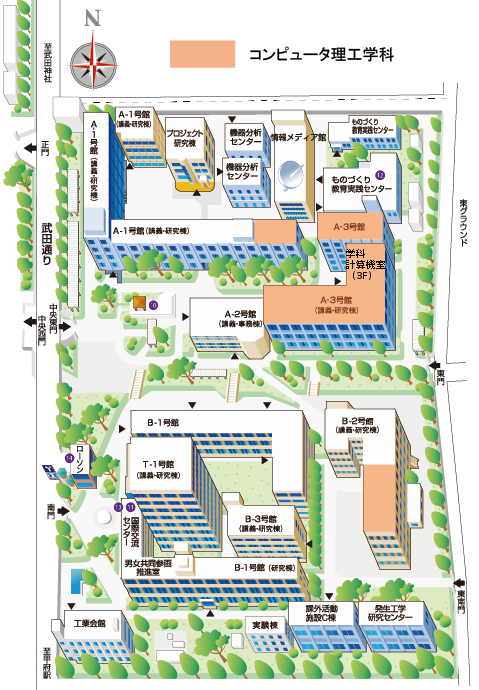 N
コンピュータ理工学科
至武田神社
正門
武田通り
中央東門
中央西門
南門
至甲府駅
東グラウンド
東門
東南門
A-1号館
(講義・研究棟)
A-1号館(講義・研究棟)
プロジェクト
研究棟
機器分析
センター
機器分析
センター
情報メディア館
ものづくり
教育実践センター
12
ものづくり
教育実践センター
A-1号館(講義・研究棟)
A-3号館
学科
計算機室
(3F)
A-3号館
(講義・研究棟)
A-2号館
(講義・事務棟)
B-1号館
B-2号館
(講義・研究棟)
T-1号館
(講義・研究棟)
ローソン
国際交流
センター
B-3号館
(講義・研究棟)
男女共同参画
推進室
B-1号館(研究棟)
工業会館
実験棟
課外活動
施設C棟
発生工学
研究センター